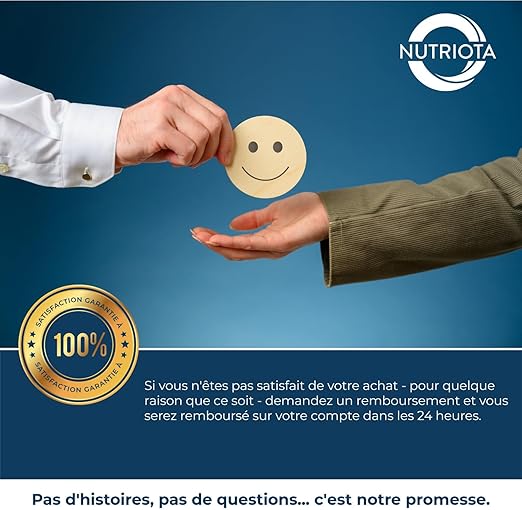 NUTRIOTA
SATISFACTION GARANTIE À
100%
SATISFACTION GARANTIE À
Si vous n'êtes pas satisfait de votre achat - pour quelque
raison que ce soit - demandez un remboursement et vous
serez remboursé sur votre compte dans les 24 heures.
Pas d'histoires, pas de questions... c'est notre promesse.